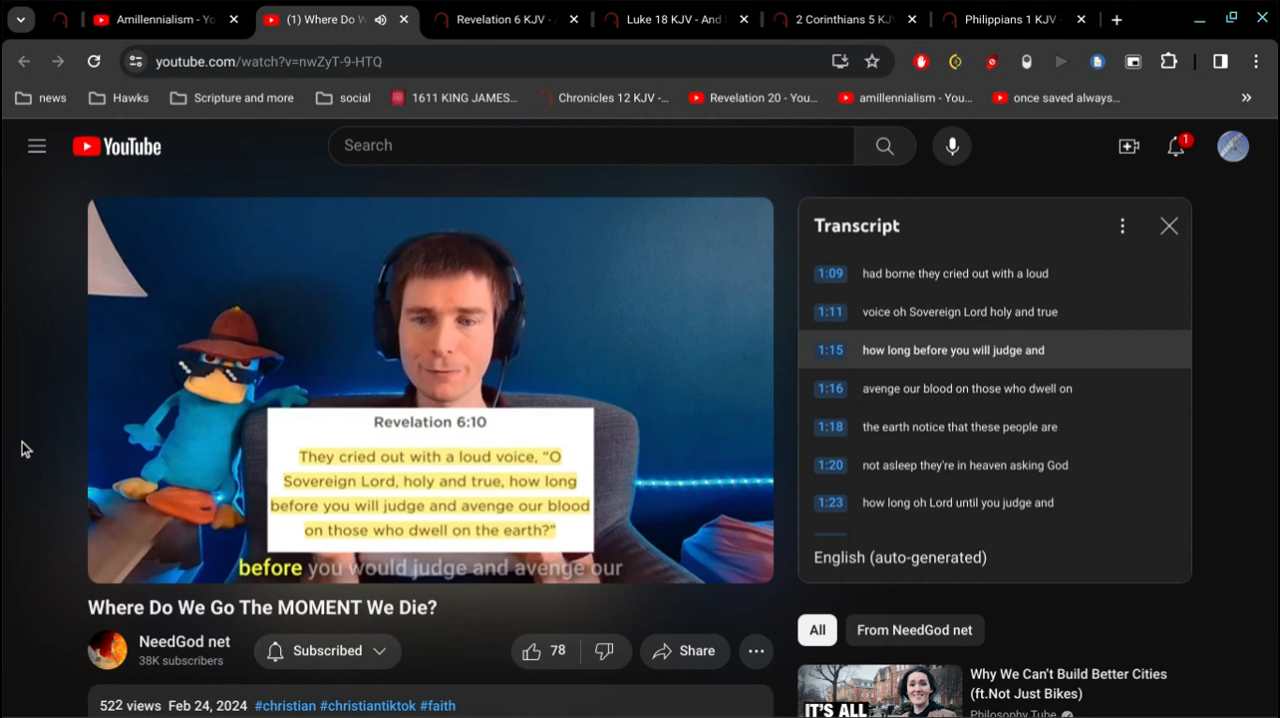 Amillennialism - Yo
(1) Where Do W
Revelation 6 KJV -
Luke 18 KJV - And
2 Corinthians 5 KJ
Philippians 1 KJV -
youtube.com/watch?v=nwZyT-9-HTQ
news
Hawks
Scripture and more
social
1611 KING JAMES...
Chronicles 12 KJV -...
Revelation 20 - You...
amillennialism - You...
once saved always...
»
YouTube
Search
1
Revelation 6:10
They cried out with a loud voice, "O
Sovereign Lord, holy and true, how long
before you will judge and avenge our blood
on those who dwell on the earth?"
before you would judge and avenge our
Transcript
1:09 had borne they cried out with a loud
1:11 voice oh Sovereign Lord holy and true
1:15 how long before you will judge and
1:16 avenge our blood on those who dwell on
1:18 the earth notice that these people are
1:20 not asleep they're in heaven asking God
1:23 how long oh Lord until you judge and
English (auto-generated)
Where Do We Go The MOMENT We Die?
NeedGod net
38K subscribers
Subscribed
78
Share
522 views Feb 24, 2024 #christian #christiantiktok #faith
All
From NeedGod net
IT'S ALL
Why We Can't Build Better Cities
(ft.Not Just Bikes)
Philosophy Tube